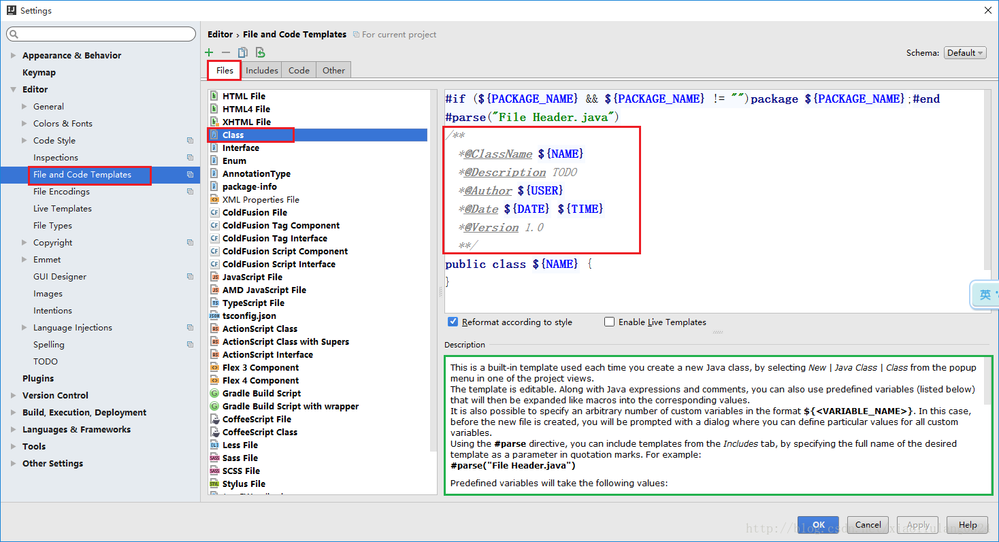 Settings
Editor › File and Code Templates For current project
Schema: Default
Files Includes Code Other
Appearance & Behavior
Keymap
Editor
General
Colors & Fonts
Code Style
Inspections
File and Code Templates
File Encodings
Live Templates
File Types
Copyright
Emmet
GUI Designer
Images
Intentions
Language Injections
Spelling
TODO
Plugins
Version Control
Build, Execution, Deployment
Languages & Frameworks
Tools
Other Settings
HTML File
HTML4 File
XHTML File
Class
Interface
Enum
AnnotationType
package-info
XML Properties File
ColdFusion File
ColdFusion Tag Component
ColdFusion Tag Interface
ColdFusion Script Component
ColdFusion Script Interface
JavaScript File
AMD JavaScript File
TypeScript File
tsconfig.json
ActionScript Class
ActionScript Class with Supers
ActionScript Interface
Flex 3 Component
Flex 4 Component
Gradle Build Script
Gradle Build Script with wrapper
CoffeeScript File
CoffeeScript Class
Less File
Sass File
SCSS File
Stylus File
#if (${PACKAGE_NAME} && ${PACKAGE_NAME} != "")package ${PACKAGE_NAME};#end
#parse("File Header.java")
/**
*@ClassName ${NAME}
*@Description TODO
*@Author ${USER}
*@Date ${DATE} ${TIME}
*@Version 1.0
**/
public class ${NAME} {
}
英
Reformat according to style Enable Live Templates
Description
This is a built-in template used each time you create a new Java class, by selecting New | Java Class | Class from the popup
menu in one of the project views.
The template is editable. Along with Java expressions and comments, you can also use predefined variables (listed below)
that will then be expanded like macros into the corresponding values.
It is also possible to specify an arbitrary number of custom variables in the format ${<VARIABLE_NAME>}. In this case,
before the new file is created, you will be prompted with a dialog where you can define particular values for all custom
variables.
Using the #parse directive, you can include templates from the Includes tab, by specifying the full name of the desired
template as a parameter in quotation marks. For example:
#parse("File Header.java")
Predefined variables will take the following values:
OK Cancel Apply Help